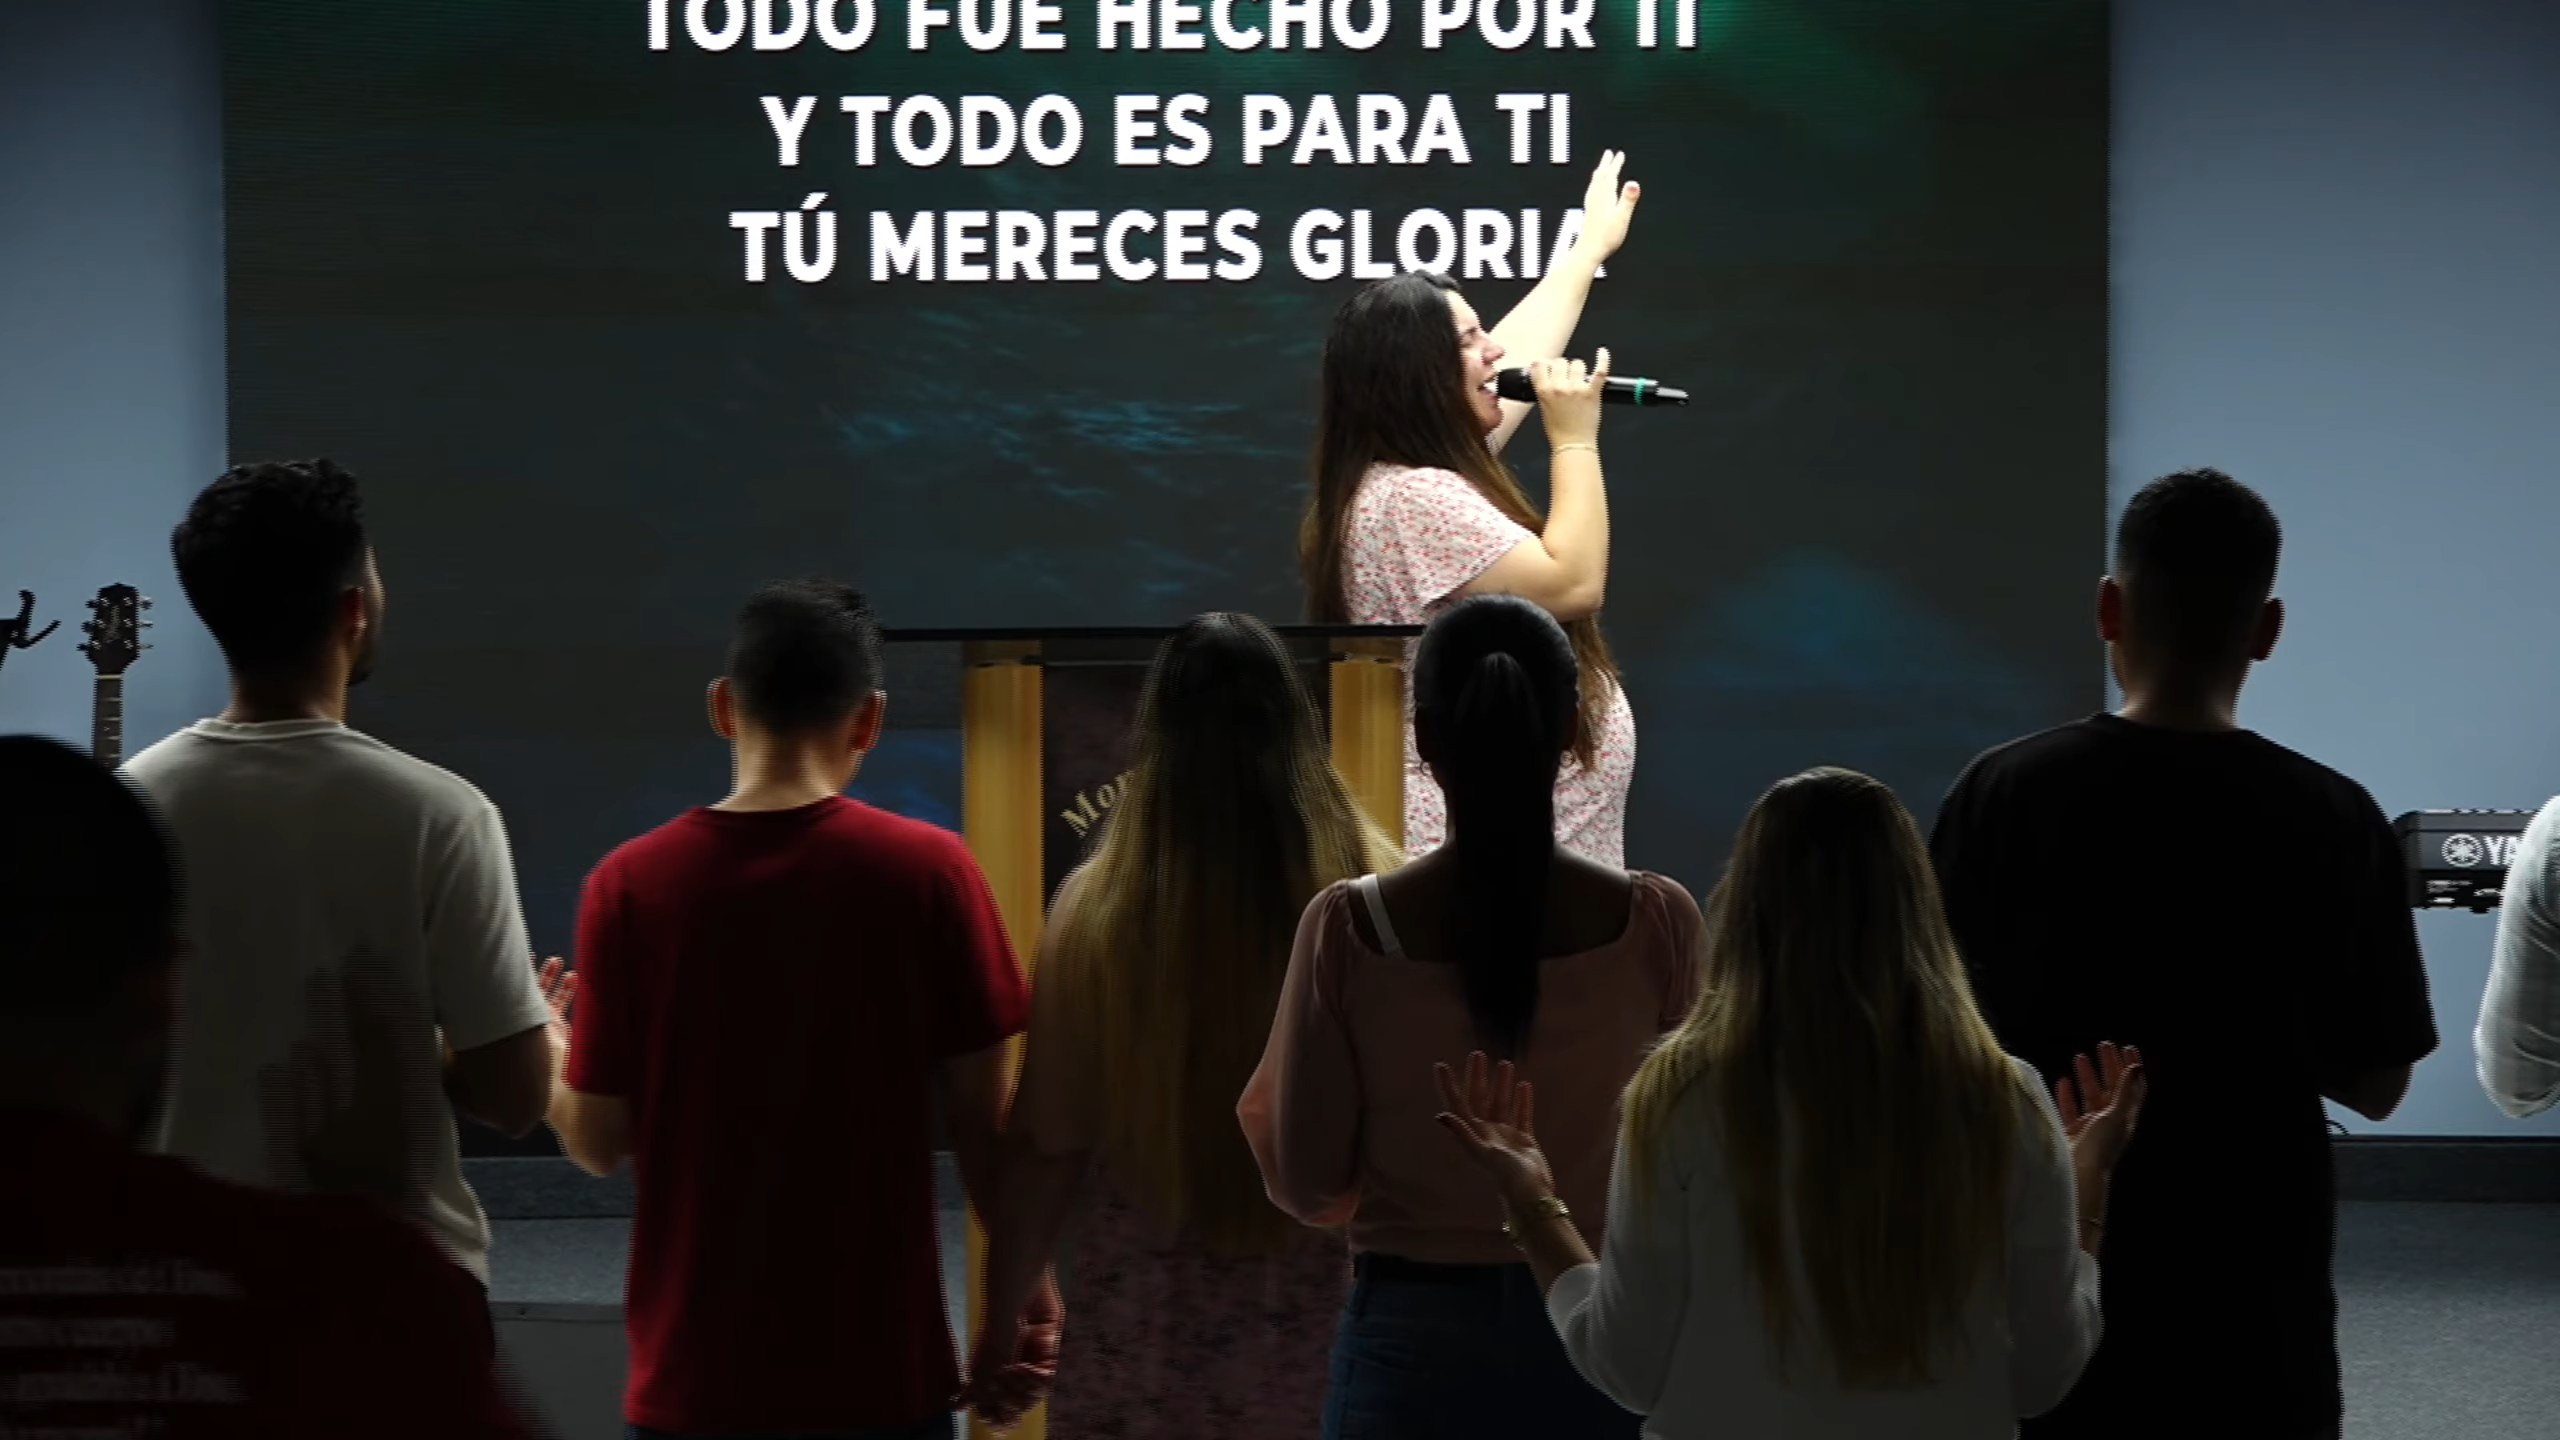 TODO FUE HECHO POR TI
Y TODO ES PARA TI
TÚ MERECES GLORIA